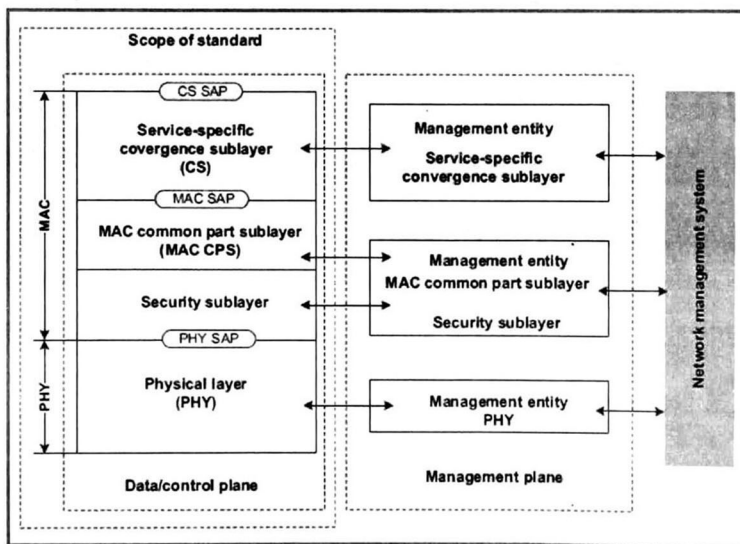 Scope of standard
CS SAP
Service-specific
covergence sublayer
(CS)
MAC SAP
MAC common part sublayer
(MAC CPS)
Security sublayer
PHY SAP
Physical layer
(PHY)
Data/control plane
MAC
PHY
Management entity
Service-specific
convergence sublayer
Management entity
MAC common part sublayer
Security sublayer
Management entity
PHY
Management plane
Network management system